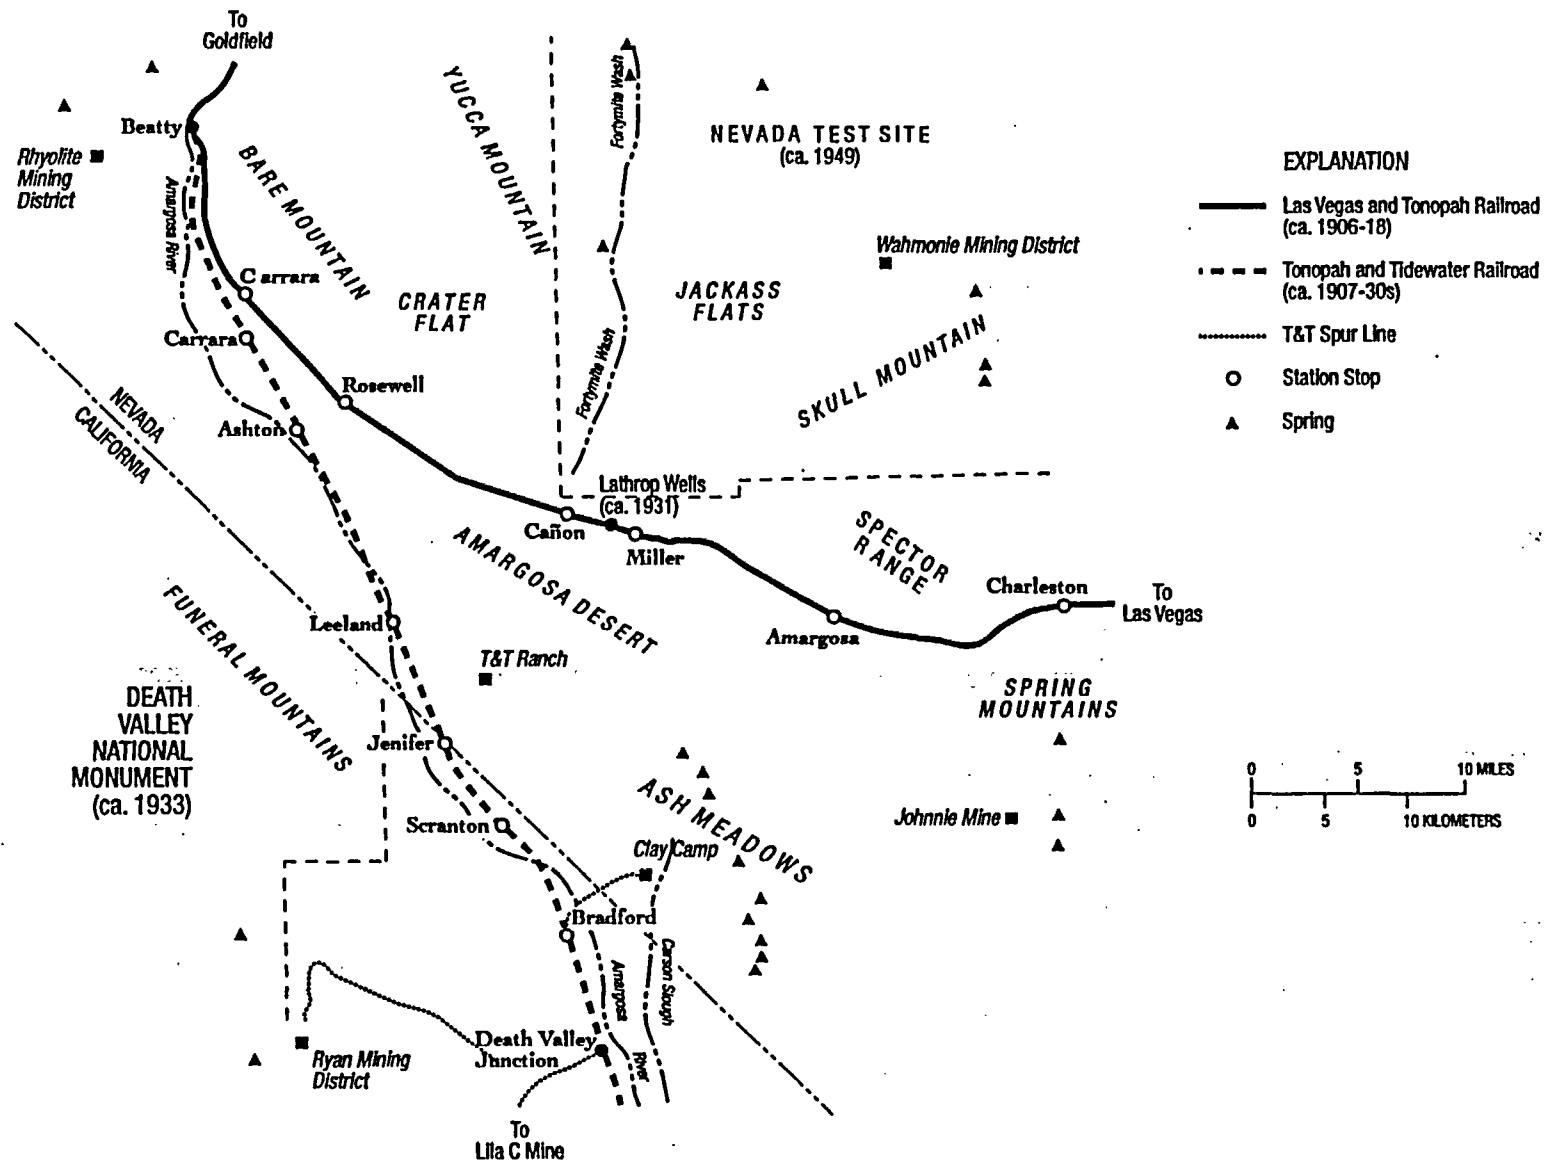 To
Goldfield
Beatty
Rhyolite
Mining
District
Amargosa River
BARE MOUNTAIN
YUCCA MOUNTAIN
Fortymile Wash
NEVADA TEST SITE
(ca. 1949)
Wahmonie Mining District
Carrara
CRATER
FLAT
JACKASS
FLATS
Carrara
Fortymile Wash
SKULL MOUNTAIN
Rosewell
Ashton
NEVADA
CALIFORNIA
Lathrop Wells
(ca. 1931)
Cañon
Miller
AMARGOSA DESERT
SPECTOR
RANGE
Charleston
To
Las Vegas
Amargosa
FUNERAL MOUNTAINS
Leeland
T&T Ranch
DEATH
VALLEY
NATIONAL
MONUMENT
(ca. 1933)
SPRING
MOUNTAINS
Jenifer
ASH MEADOWS
Johnnie Mine
Scranton
Clay Camp
Bradford
Amargosa
River
Carson Slough
Death Valley
Junction
Ryan Mining
District
To
Lila C Mine
EXPLANATION
Las Vegas and Tonopah Railroad
(ca. 1906-18)
Tonopah and Tidewater Railroad
(ca. 1907-30s)
T&T Spur Line
Station Stop
Spring
0 5 10 MILES
0 5 10 KILOMETERS